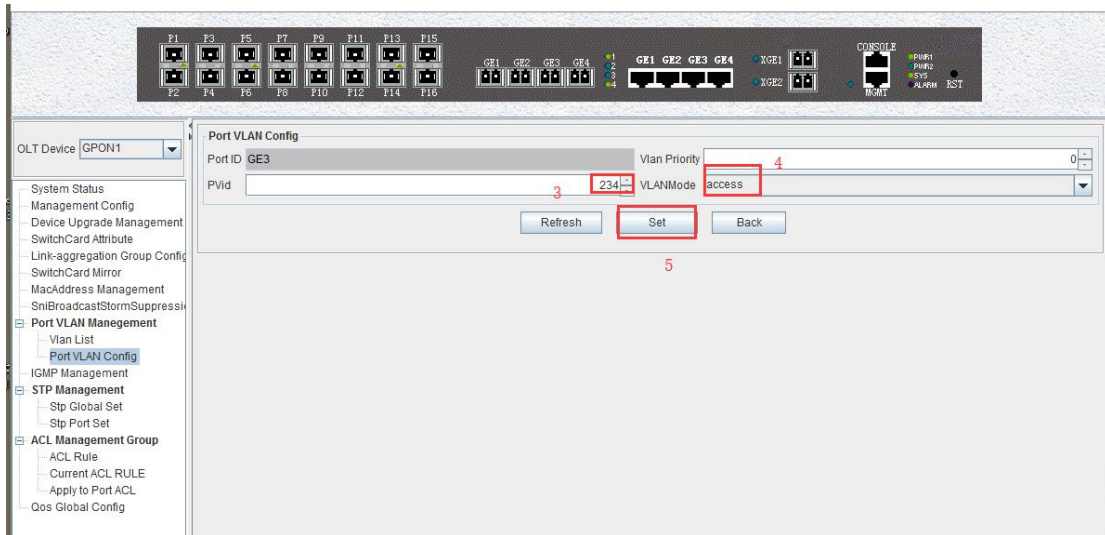 P1 P3 P5 P7 P9 P11 P13 P15
P2 P4 P6 P8 P10 P12 P14 P16
GE1 GE2 GE3 GE4
1
2
3
4
GE1 GE2 GE3 GE4
XGE1
XGE2
CONSOLE
MGMT
PWR1
PWR2
SYS
ALARM
RST
OLT Device GPON1
System Status
Management Config
Device Upgrade Management
SwitchCard Attribute
Link-aggregation Group Config
SwitchCard Mirror
MacAddress Management
SniBroadcastStormSuppressi
Port VLAN Manegement
Vlan List
Port VLAN Config
IGMP Management
STP Management
Stp Global Set
Stp Port Set
ACL Management Group
ACL Rule
Current ACL RULE
Apply to Port ACL
Qos Global Config
Port VLAN Config
Port ID GE3 Vlan Priority 4 0
PVid 3 234 VLANMode access
Refresh Set Back
5